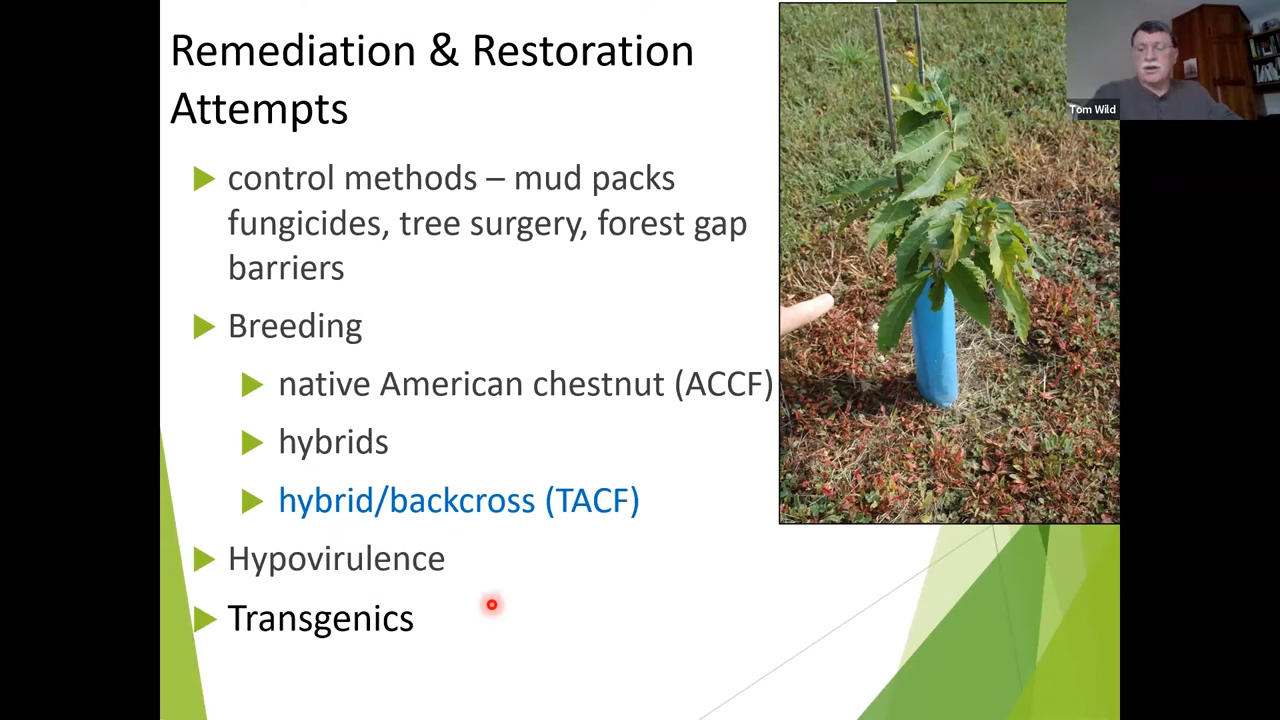 Remediation & Restoration
Attempts
control methods – mud packs
fungicides, tree surgery, forest gap
barriers
Breeding
native American chestnut (ACCF)
hybrids
hybrid/backcross (TACF)
Hypovirulence
Transgenics
Tom Wild